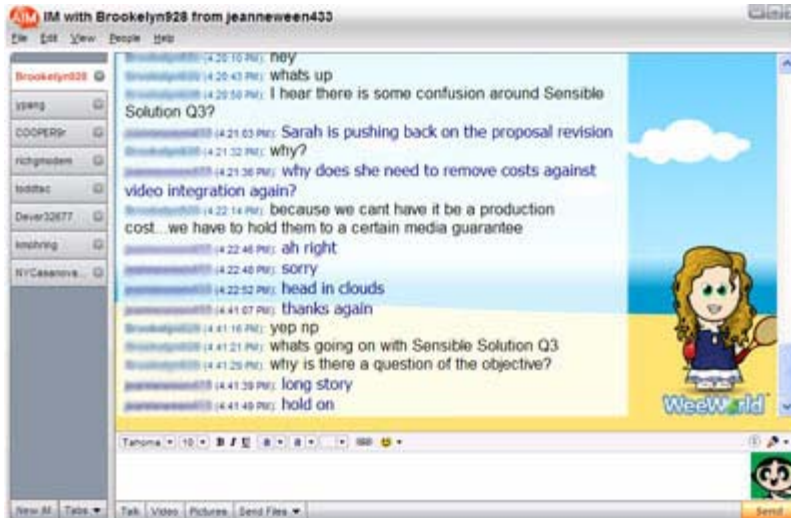 IM with Brookelyn928 from jeanneween433
File Edit View People Help
Brookelyn928
ypang
COOPER9r
richgmodem
toddtac
Dever32677
kmohring
NYCasanova...
(4:20:10 PM): hey
(4:20:43 PM): whats up
(4:20:50 PM): I hear there is some confusion around Sensible
Solution Q3?
(4:21:03 PM): Sarah is pushing back on the proposal revision
(4:21:32 PM): why?
(4:21:36 PM): why does she need to remove costs against
video integration again?
(4:22:14 PM): because we cant have it be a production
cost...we have to hold them to a certain media guarantee
(4:22:46 PM): ah right
(4:22:48 PM): sorry
(4:22:52 PM): head in clouds
(4:41:07 PM): thanks again
(4:41:16 PM): yep np
(4:41:21 PM): whats going on with Sensible Solution Q3
(4:41:29 PM): why is there a question of the objective?
(4:41:39 PM): long story
(4:41:49 PM): hold on
WeeWorld
Tahoma 10 B I U
New IM Tabs Talk Video Pictures Send Files Send